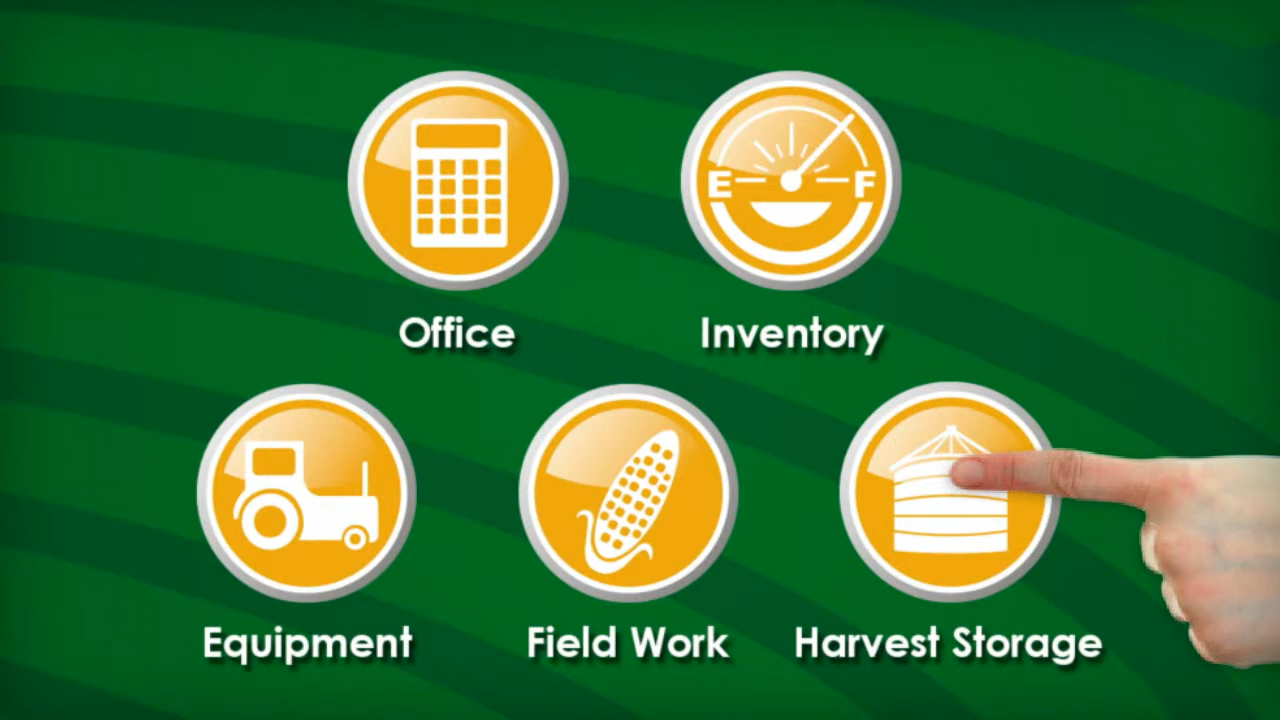 E F
Office
Inventory
Equipment
Field Work
Harvest Storage